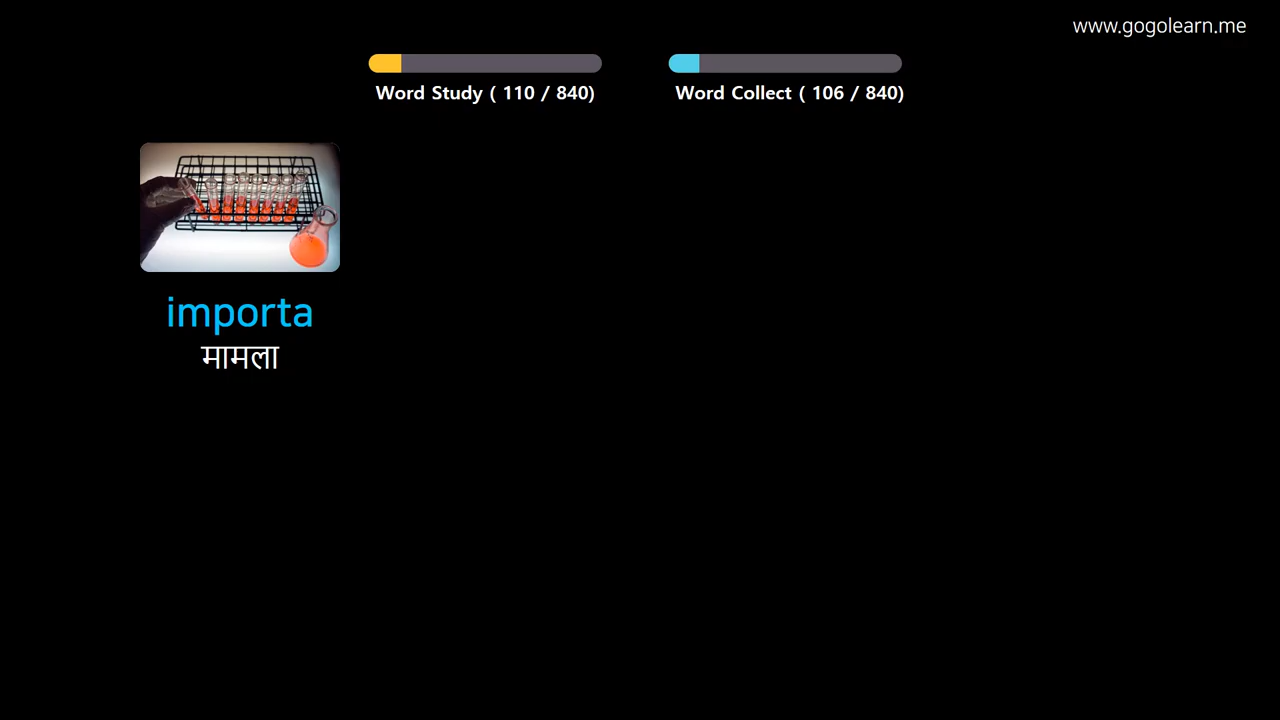 www.gogolearn.me
Word Study ( 110 / 840)
Word Collect ( 106 / 840)
importa
मामला